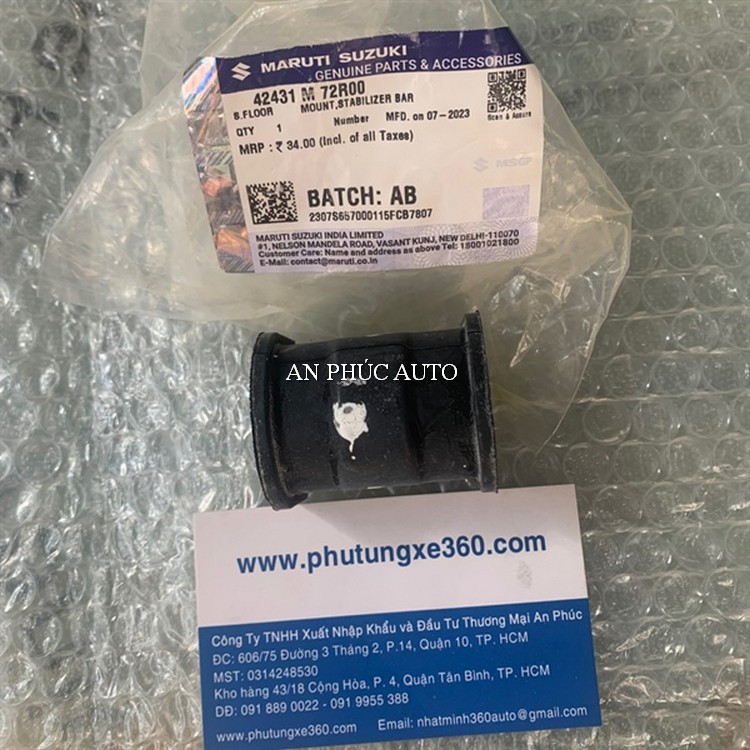 MARUTI SUZUKI
GENUINE PARTS & ACCESSORIES
42431 M 72R00
S.FLOOR MOUNT,STABILIZER BAR
QTY 1 Number MFD. on 07-2023
MRP : ₹ 34.00 (Incl. of all Taxes)
Scan & Assure
MSGP
BATCH: AB
2307S657000115FCB7807
MARUTI SUZUKI INDIA LIMITED
#1, NELSON MANDELA ROAD, VASANT KUNJ, NEW DELHI-110070
Customer Care: Name and address as above Tel: 18001021800
E-Mail: contact@maruti.co.in
AN PHÚC AUTO
www.phutungxe360.com
Công Ty TNHH Xuất Nhập Khẩu và Đầu Tư Thương Mại An Phúc
ĐC: 606/75 Đường 3 Tháng 2, P.14, Quận 10, TP. HCM
MST: 0314248530
Kho hàng 43/18 Cộng Hòa, P. 4, Quận Tân Bình, TP. HCM
DĐ: 091 889 0022 - 091 9955 388
phutungxe360.com Email: nhatminh360auto@gmail.com